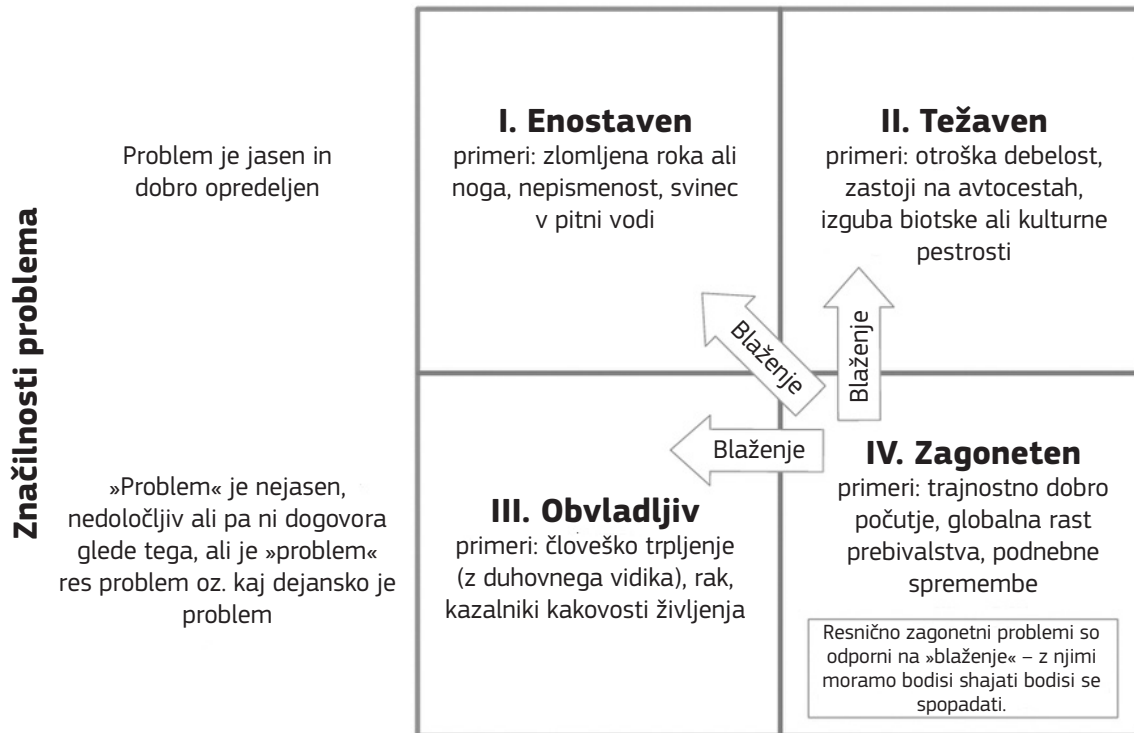 Značilnosti problema
Problem je jasen in
dobro opredeljen
I. Enostaven
primeri: zlomljena roka ali
noga, nepismenost, svinec
v pitni vodi
II. Težaven
primeri: otroška debelost,
zastoji na avtocestah,
izguba biotske ali kulturne
pestrosti
Blaženje
Blaženje
Blaženje
»Problem« je nejasen,
nedoločljiv ali pa ni dogovora
glede tega, ali je »problem«
res problem oz. kaj dejansko je
problem
III. Obvladljiv
primeri: človeško trpljenje
(z duhovnega vidika), rak,
kazalniki kakovosti življenja
IV. Zagoneten
primeri: trajnostno dobro
počutje, globalna rast
prebivalstva, podnebne
spremembe
Resnično zagonetni problemi so
odporni na »blaženje« – z njimi
moramo bodisi shajati bodisi se
spopadati.